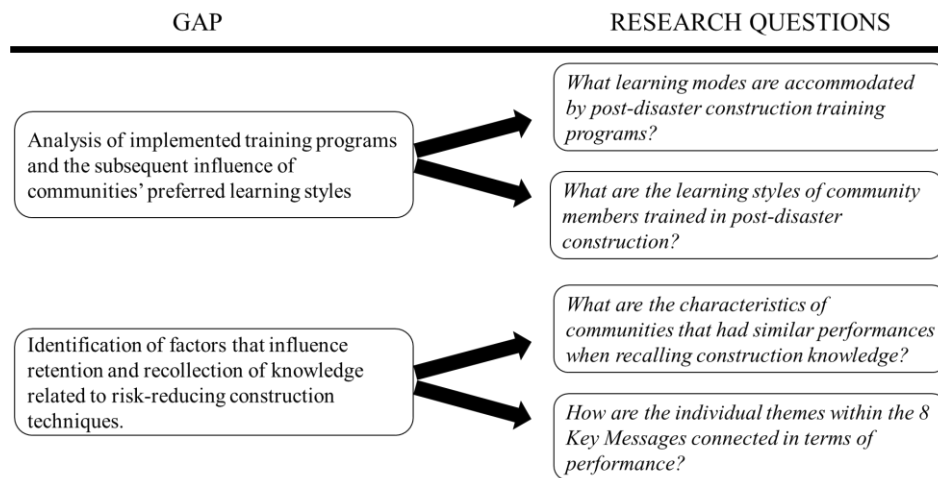 GAP
RESEARCH QUESTIONS
Analysis of implemented training programs
and the subsequent influence of
communities’ preferred learning styles
What learning modes are accommodated
by post-disaster construction training
programs?
What are the learning styles of community
members trained in post-disaster
construction?
Identification of factors that influence
retention and recollection of knowledge
related to risk-reducing construction
techniques.
What are the characteristics of
communities that had similar performances
when recalling construction knowledge?
How are the individual themes within the 8
Key Messages connected in terms of
performance?